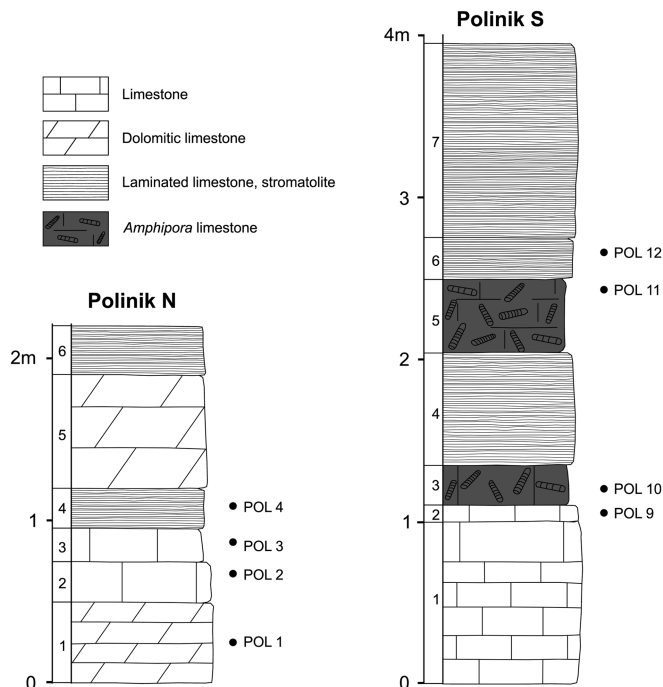 Polinik S
4m
Limestone
Dolomitic limestone
Laminated limestone, stromatolite
Amphipora limestone
7
3
6
POL 12
POL 11
5
Polinik N
2m
6
2
5
4
3
POL 10
4
POL 4
2
POL 9
1
1
3
POL 3
2
POL 2
1
1
POL 1
0
0